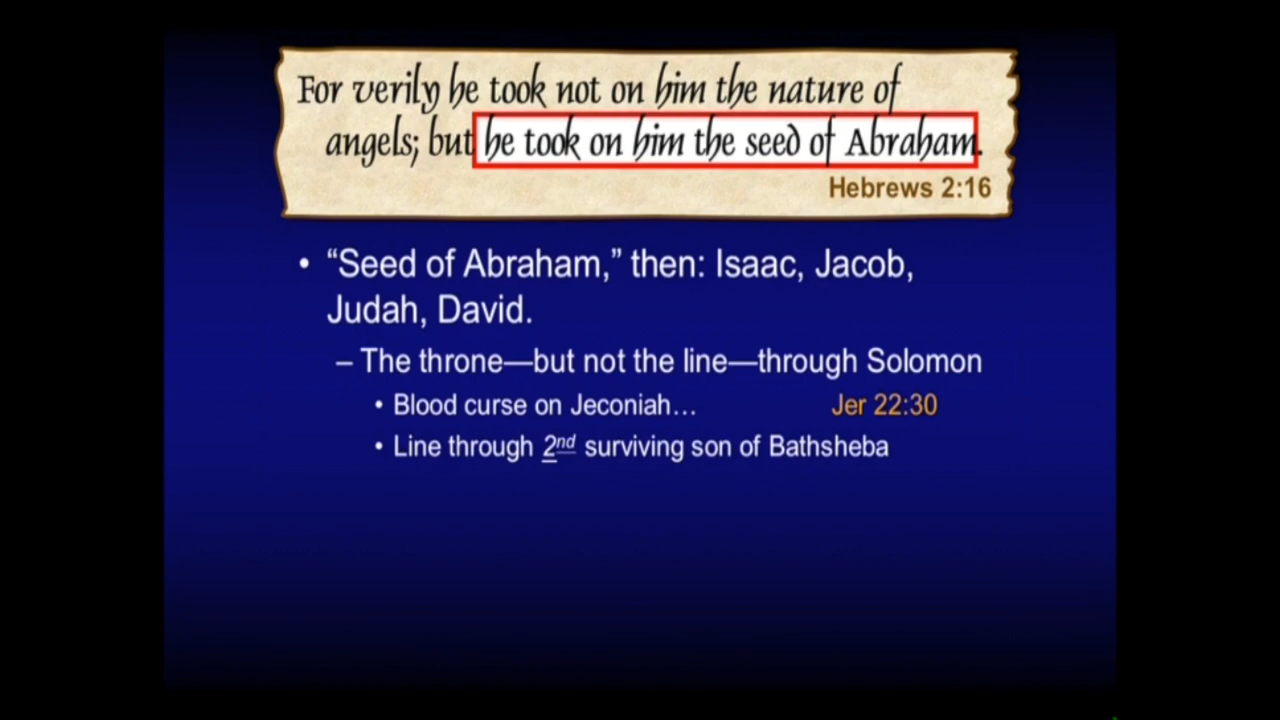 For verily he took not on him the nature of
angels; but he took on him the seed of Abraham.
Hebrews 2:16
• “Seed of Abraham,” then: Isaac, Jacob,
Judah, David.
– The throne—but not the line—through Solomon
• Blood curse on Jeconiah… Jer 22:30
• Line through 2nd surviving son of Bathsheba